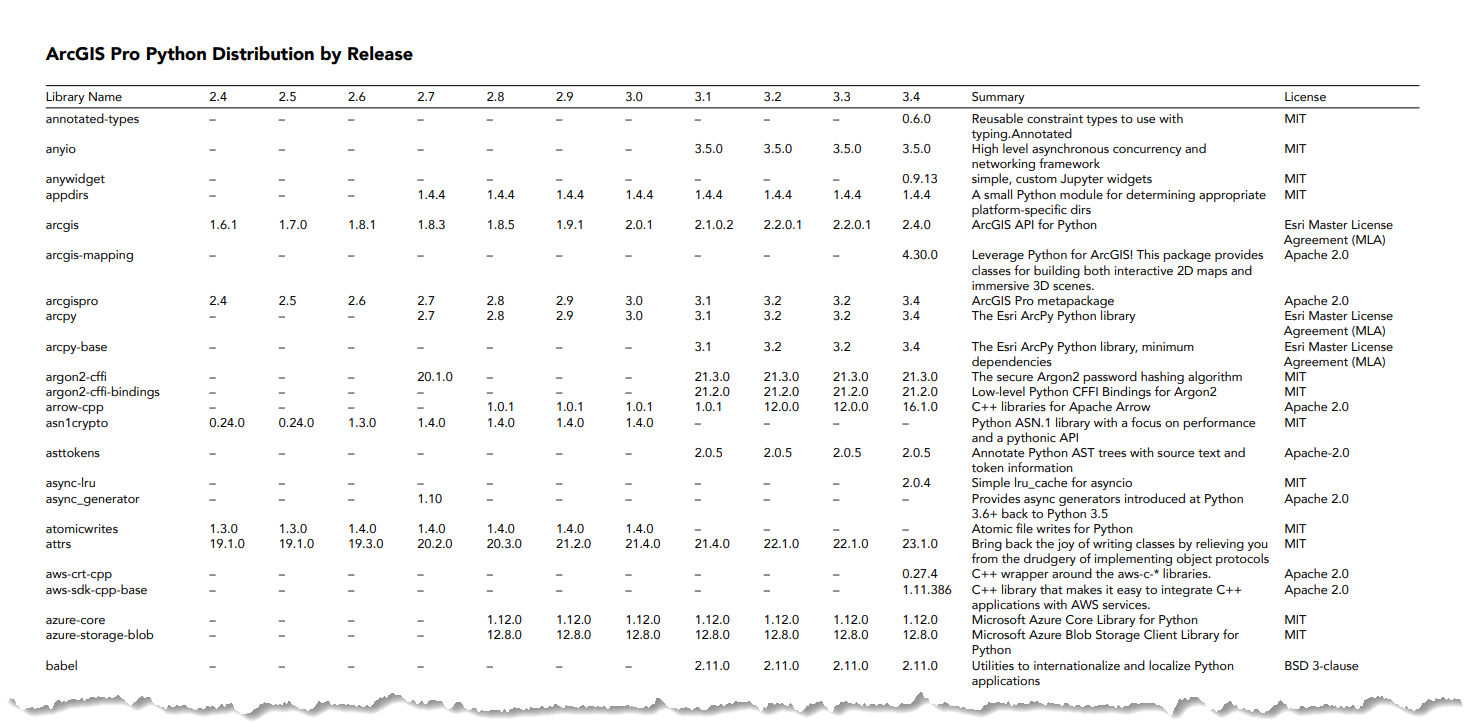 ArcGIS Pro Python Distribution by Release
Library Name 2.4 2.5 2.6 2.7 2.8 2.9 3.0 3.1 3.2 3.3 3.4 Summary License
annotated-types – – – – – – – – – – 0.6.0 Reusable constraint types to use with MIT
typing.Annotated
anyio – – – – – – – 3.5.0 3.5.0 3.5.0 3.5.0 High level asynchronous concurrency and MIT
networking framework
anywidget – – – – – – – – – – 0.9.13 simple, custom Jupyter widgets MIT
appdirs – – – 1.4.4 1.4.4 1.4.4 1.4.4 1.4.4 1.4.4 1.4.4 1.4.4 A small Python module for determining appropriate MIT
platform-specific dirs
arcgis 1.6.1 1.7.0 1.8.1 1.8.3 1.8.5 1.9.1 2.0.1 2.1.0.2 2.2.0.1 2.2.0.1 2.4.0 ArcGIS API for Python Esri Master License
Agreement (MLA)
arcgis-mapping – – – – – – – – – – 4.30.0 Leverage Python for ArcGIS! This package provides Apache 2.0
classes for building both interactive 2D maps and
immersive 3D scenes.
arcgispro 2.4 2.5 2.6 2.7 2.8 2.9 3.0 3.1 3.2 3.2 3.4 ArcGIS Pro metapackage Apache 2.0
arcpy – – – 2.7 2.8 2.9 3.0 3.1 3.2 3.2 3.4 The Esri ArcPy Python library Esri Master License
Agreement (MLA)
arcpy-base – – – – – – – 3.1 3.2 3.2 3.4 The Esri ArcPy Python library, minimum Esri Master License
dependencies Agreement (MLA)
argon2-cffi – – – 20.1.0 – – – 21.3.0 21.3.0 21.3.0 21.3.0 The secure Argon2 password hashing algorithm MIT
argon2-cffi-bindings – – – – – – – 21.2.0 21.2.0 21.2.0 21.2.0 Low-level Python CFFI Bindings for Argon2 MIT
arrow-cpp – – – – 1.0.1 1.0.1 1.0.1 1.0.1 12.0.0 12.0.0 16.1.0 C++ libraries for Apache Arrow Apache 2.0
asn1crypto 0.24.0 0.24.0 1.3.0 1.4.0 1.4.0 1.4.0 1.4.0 – – – – Python ASN.1 library with a focus on performance MIT
and a pythonic API
asttokens – – – – – – – 2.0.5 2.0.5 2.0.5 2.0.5 Annotate Python AST trees with source text and Apache-2.0
token information
async-lru – – – – – – – – – – 2.0.4 Simple lru_cache for asyncio MIT
async_generator – – – 1.10 – – – – – – – Provides async generators introduced at Python Apache 2.0
3.6+ back to Python 3.5
atomicwrites 1.3.0 1.3.0 1.4.0 1.4.0 1.4.0 1.4.0 1.4.0 – – – – Atomic file writes for Python MIT
attrs 19.1.0 19.1.0 19.3.0 20.2.0 20.3.0 21.2.0 21.4.0 21.4.0 22.1.0 22.1.0 23.1.0 Bring back the joy of writing classes by relieving you MIT
from the drudgery of implementing object protocols
aws-crt-cpp – – – – – – – – – – 0.27.4 C++ wrapper around the aws-c-* libraries. Apache 2.0
aws-sdk-cpp-base – – – – – – – – – – 1.11.386 C++ library that makes it easy to integrate C++ Apache 2.0
applications with AWS services.
azure-core – – – – 1.12.0 1.12.0 1.12.0 1.12.0 1.12.0 1.12.0 1.12.0 Microsoft Azure Core Library for Python MIT
azure-storage-blob – – – – 12.8.0 12.8.0 12.8.0 12.8.0 12.8.0 12.8.0 12.8.0 Microsoft Azure Blob Storage Client Library for MIT
Python
babel – – – – – – – 2.11.0 2.11.0 2.11.0 2.11.0 Utilities to internationalize and localize Python BSD 3-clause
applications